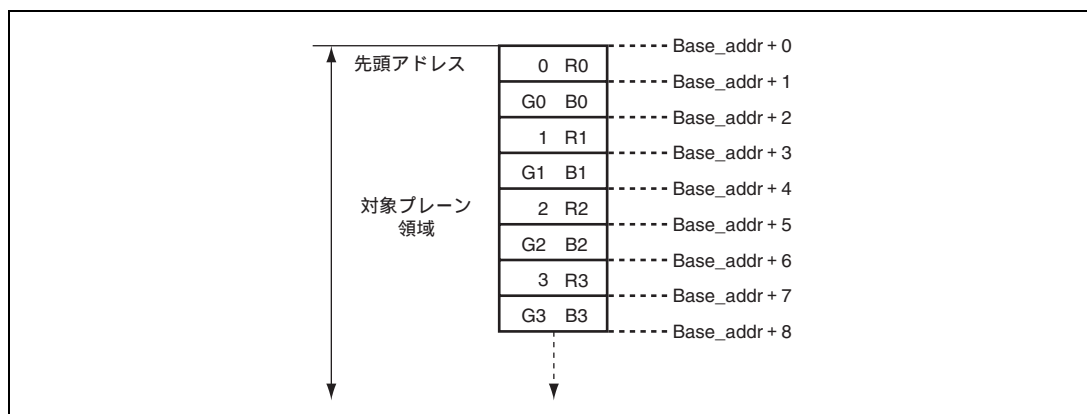 先頭アドレス
対象プレーン
領域
0 R0
G0 B0
1 R1
G1 B1
2 R2
G2 B2
3 R3
G3 B3
Base_addr + 0
Base_addr + 1
Base_addr + 2
Base_addr + 3
Base_addr + 4
Base_addr + 5
Base_addr + 6
Base_addr + 7
Base_addr + 8